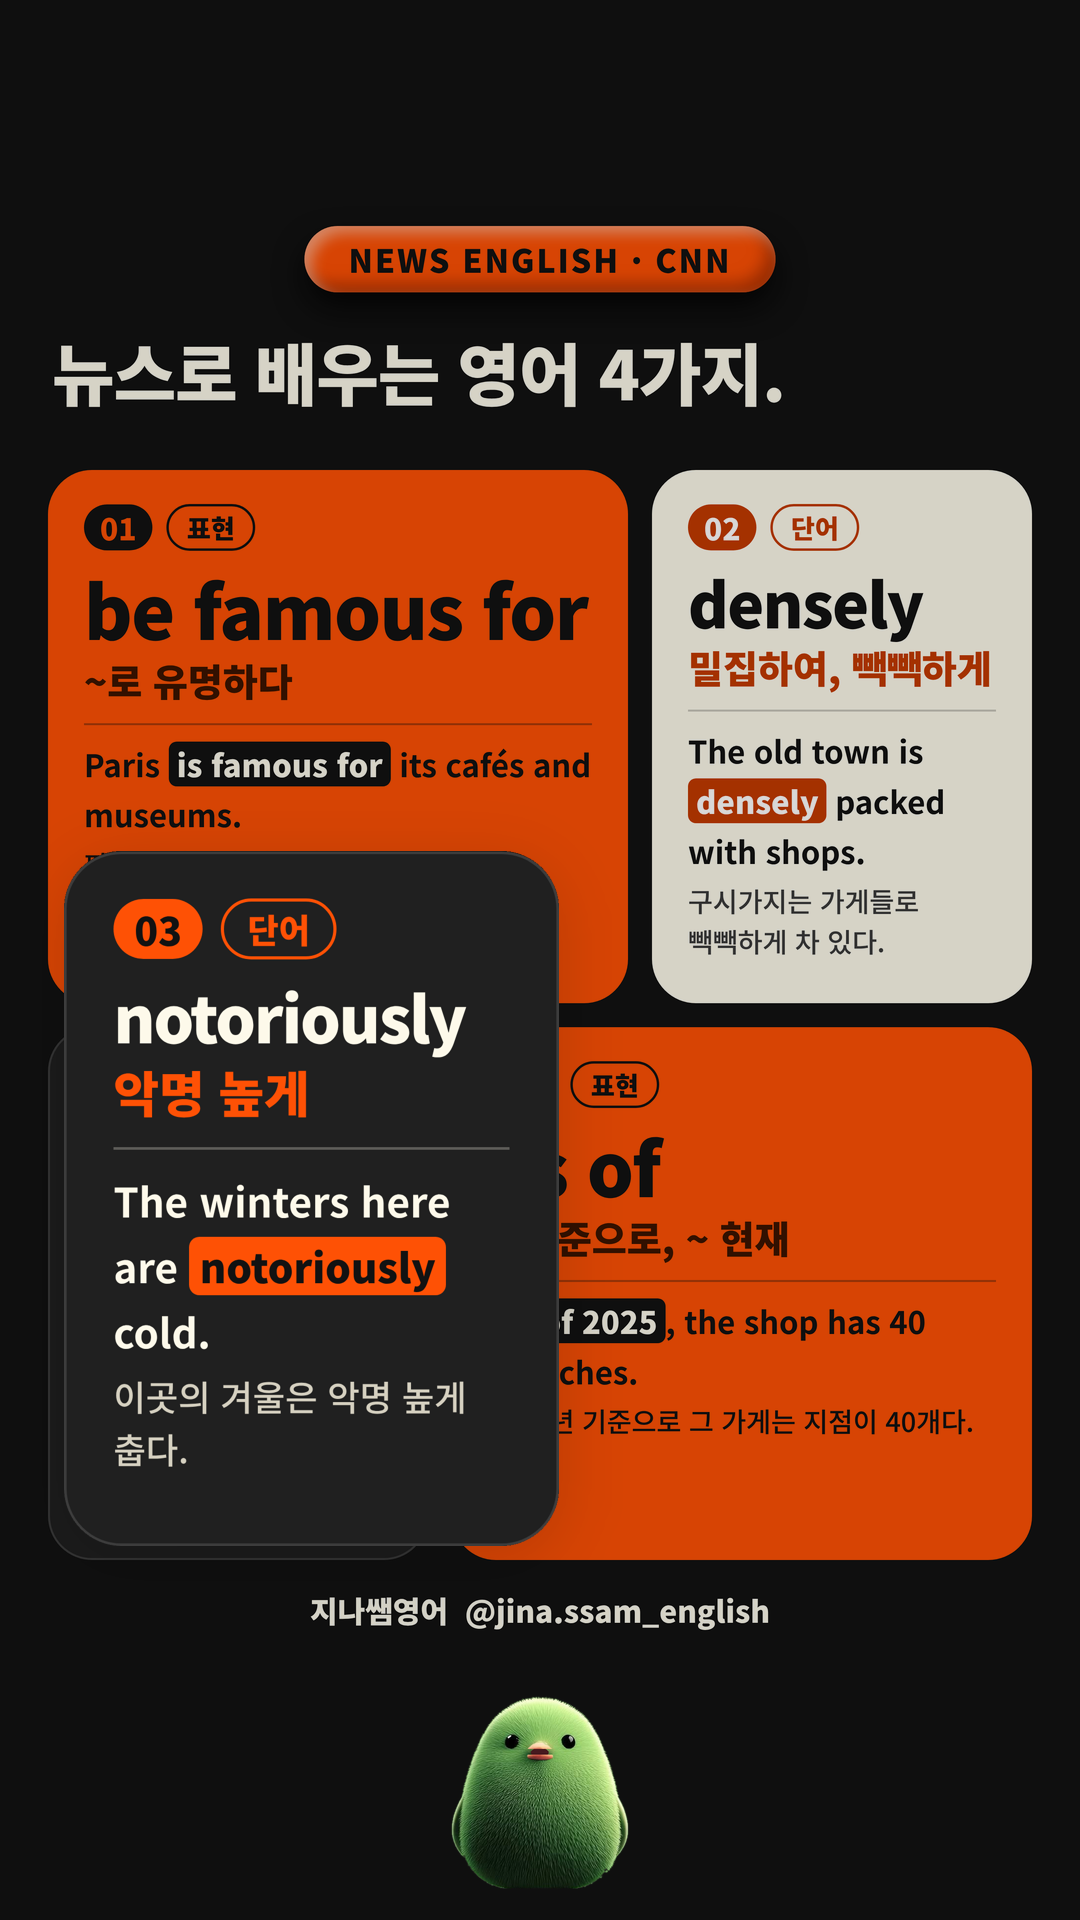 NEWS ENGLISH · CNN
뉴스로 배우는 영어 4가지.
01 표현
be famous for
~로 유명하다
Paris is famous for its cafés and
museums.
02 단어
densely
밀집하여, 빽빽하게
The old town is
densely packed
with shops.
구시가지는 가게들로
빽빽하게 차 있다.
03 단어
notoriously
악명 높게
The winters here
are notoriously
cold.
이곳의 겨울은 악명 높게
춥다.
표현
of
준으로, ~ 현재
of 2025, the shop has 40
ches.
년 기준으로 그 가게는 지점이 40개다.
지나쌤영어 @jina.ssam_english